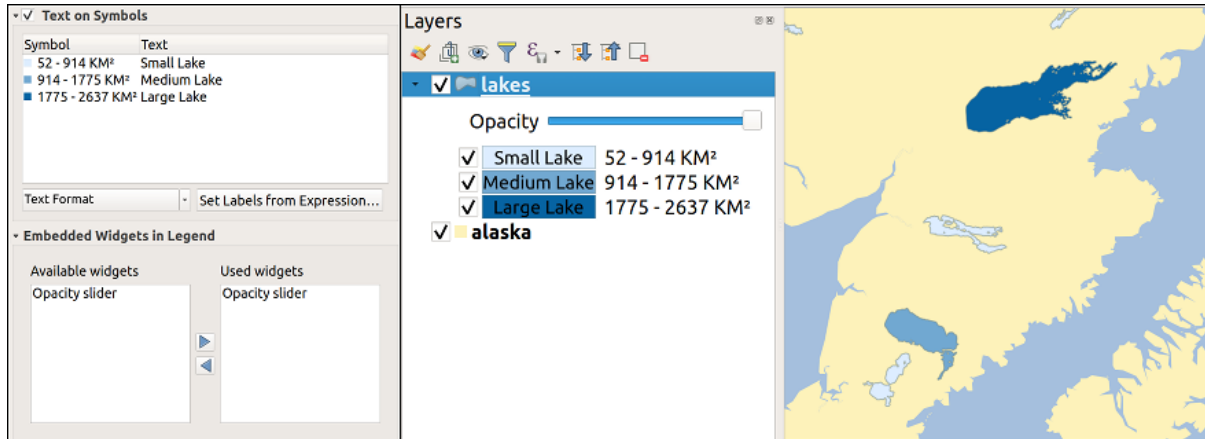 Text on Symbols
Symbol Text
52 - 914 KM² Small Lake
914 - 1775 KM² Medium Lake
1775 - 2637 KM² Large Lake
Text Format
Set Labels from Expression...
Embedded Widgets in Legend
Available widgets
Opacity slider
Used widgets
Opacity slider
Layers
lakes
Opacity
Small Lake 52 - 914 KM²
Medium Lake 914 - 1775 KM²
Large Lake 1775 - 2637 KM²
alaska